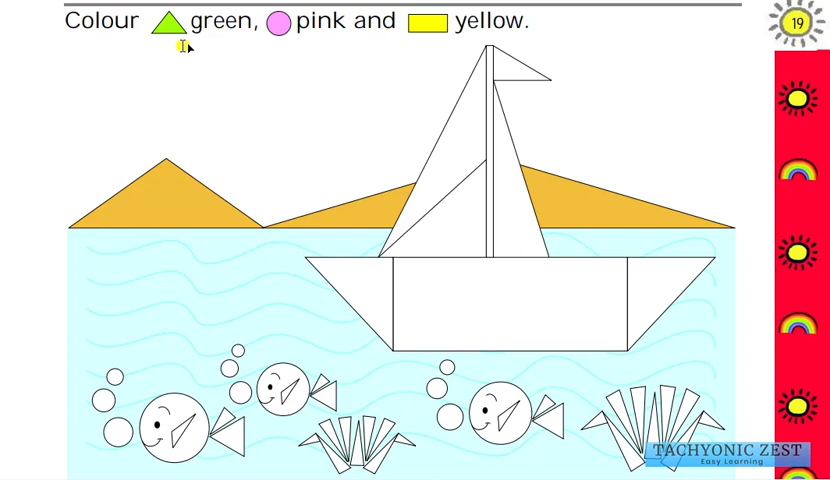 Colour green, pink and yellow.
19
TACHYONIC ZEST
Easy Learning